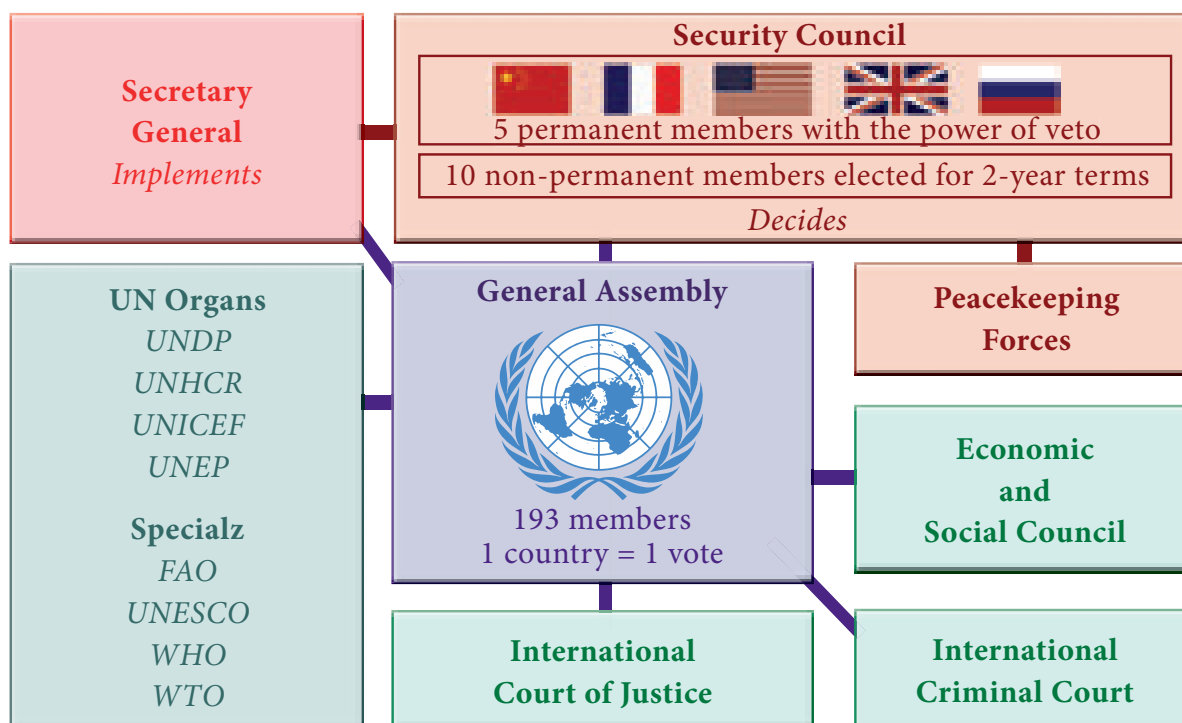 Secretary
General
Implements
Security Council
5 permanent members with the power of veto
10 non-permanent members elected for 2-year terms
Decides
UN Organs
UNDP
UNHCR
UNICEF
UNEP
Specialz
FAO
UNESCO
WHO
WTO
General Assembly
193 members
1 country = 1 vote
Peacekeeping
Forces
Economic
and
Social Council
International
Court of Justice
International
Criminal Court